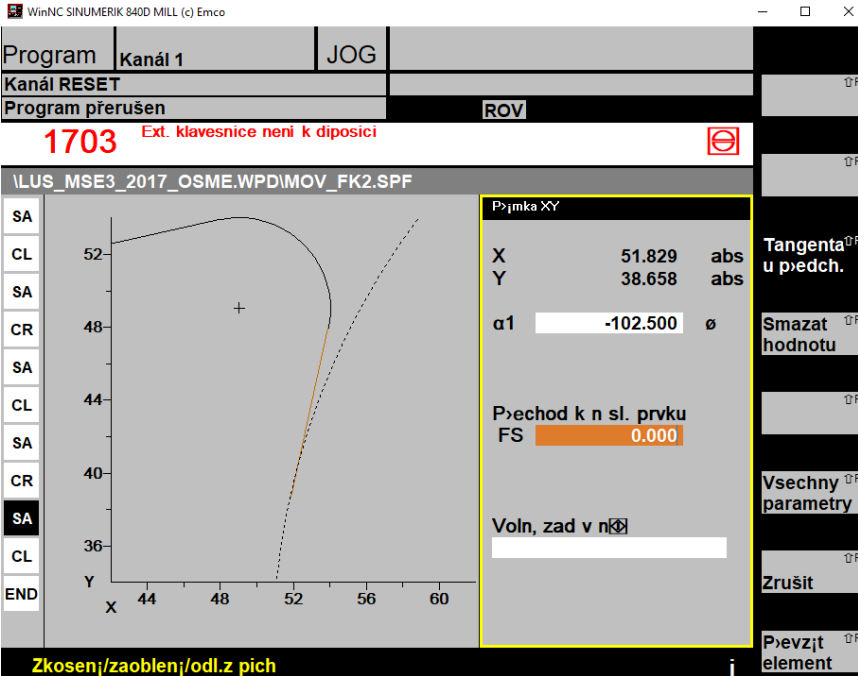 WinNC SINUMERIK 840D MILL (c) Emco
Program
Kanál 1
JOG
Kanál RESET
Program přerušen
ROV
1703
Ext. klavesnice neni k diposici
\LUS_MSE3_2017_OSME.WPD\MOV_FK2.SPF
SA
CL
SA
CR
SA
CL
SA
CR
SA
CL
END
52
48
44
40
36
Y
X
44
48
52
56
60
P›¡mka XY
X 51.829 abs
Y 38.658 abs
α1 -102.500 ø
P›echod k n sl. prvku
FS 0.000
Voln‚ zad v n
Tangenta
u p›edch.
Smazat
hodnotu
Vsechny
parametry
Zrušit
P›evz¡t
element
Zkosen¡/zaoblen¡/odl.z pich
i